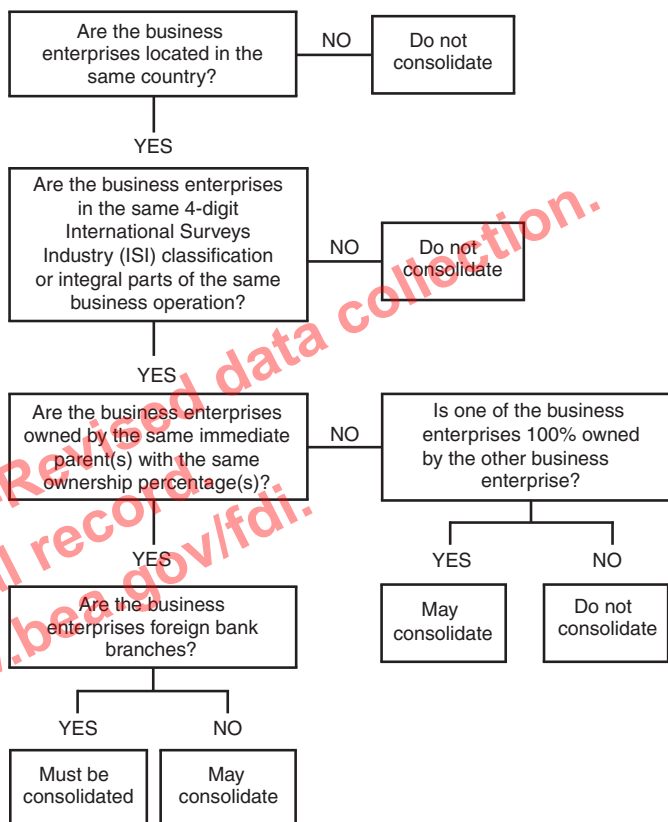 Are the business
enterprises located in the
same country?
NO
Do not
consolidate
YES
Are the business enterprises
in the same 4-digit
International Surveys
Industry (ISI) classification
or integral parts of the same
business operation?
NO
Do not
consolidate
YES
Are the business enterprises
owned by the same immediate
parent(s) with the same
ownership percentage(s)?
NO
Is one of the business
enterprises 100% owned
by the other business
enterprise?
YES
Are the business
enterprises foreign bank
branches?
YES
NO
May
consolidate
Do not
consolidate
YES
NO
Must be
consolidated
May
consolidate
Revised data collection.
record.
.bea.gov/fdi.